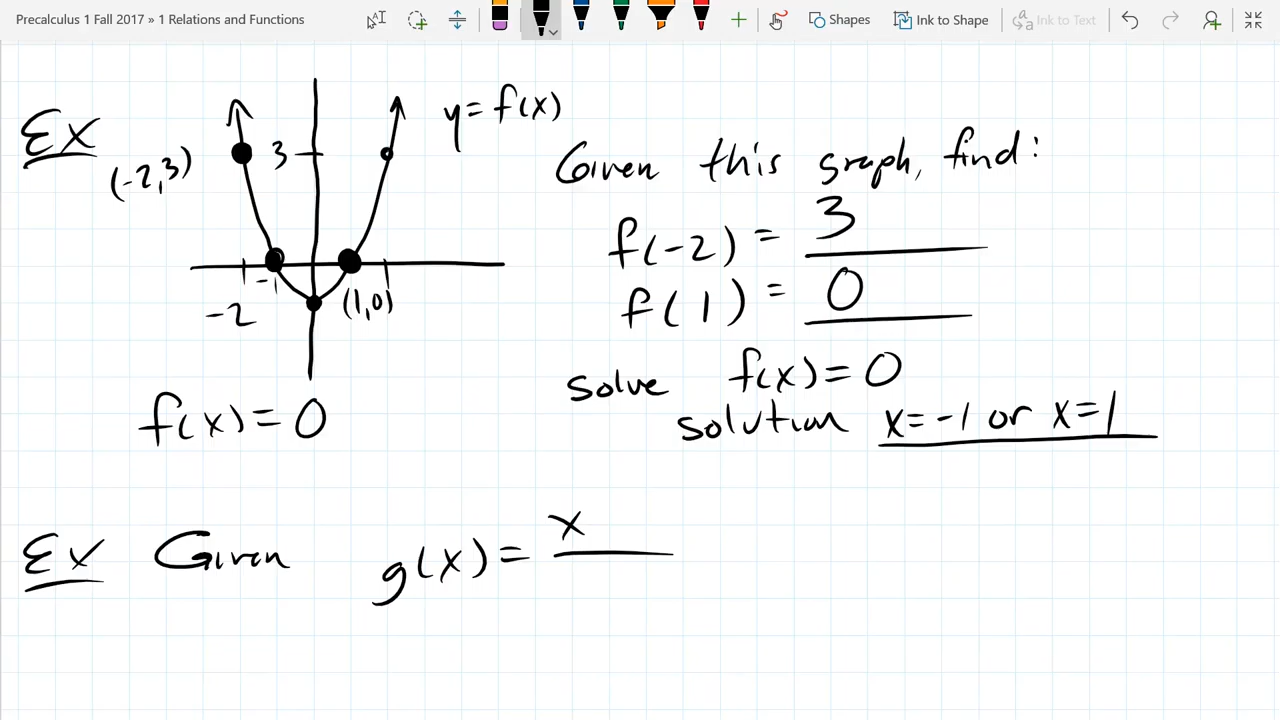 Precalculus 1 Fall 2017 » 1 Relations and Functions
Shapes
Ink to Shape
Ink to Text
Ex
(-2,3)
3
y = f(x)
Given this graph, find:
f(-2) = 3
f(1) = 0
-2
-1
(1,0)
solve f(x) = 0
solution x = -1 or x = 1
f(x) = 0
Ex Given g(x) = x